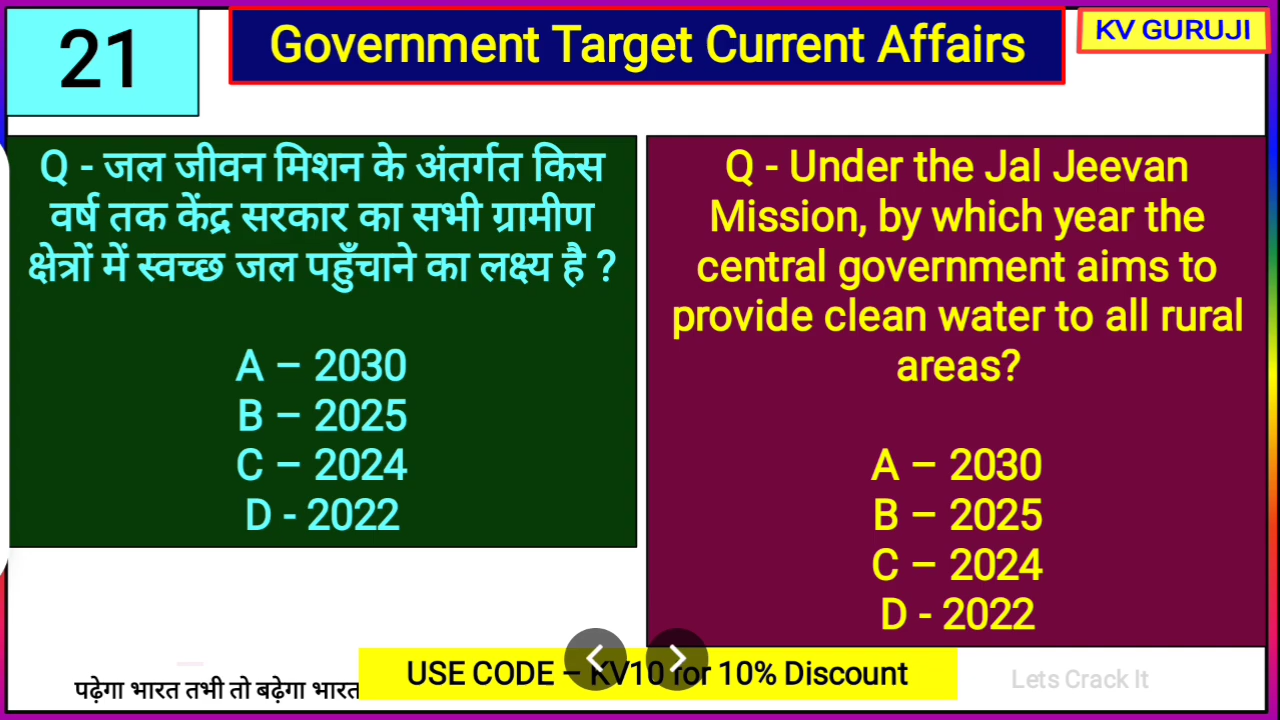 21
Government Target Current Affairs
KV GURUJI
Q - जल जीवन मिशन के अंतर्गत किस
वर्ष तक केंद्र सरकार का सभी ग्रामीण
क्षेत्रों में स्वच्छ जल पहुँचाने का लक्ष्य है ?
A – 2030
B – 2025
C – 2024
D - 2022
Q - Under the Jal Jeevan
Mission, by which year the
central government aims to
provide clean water to all rural
areas?
A – 2030
B – 2025
C – 2024
D - 2022
पढ़ेगा भारत तभी तो बढ़ेगा भारत
USE CODE – KV10 for 10% Discount
Lets Crack It